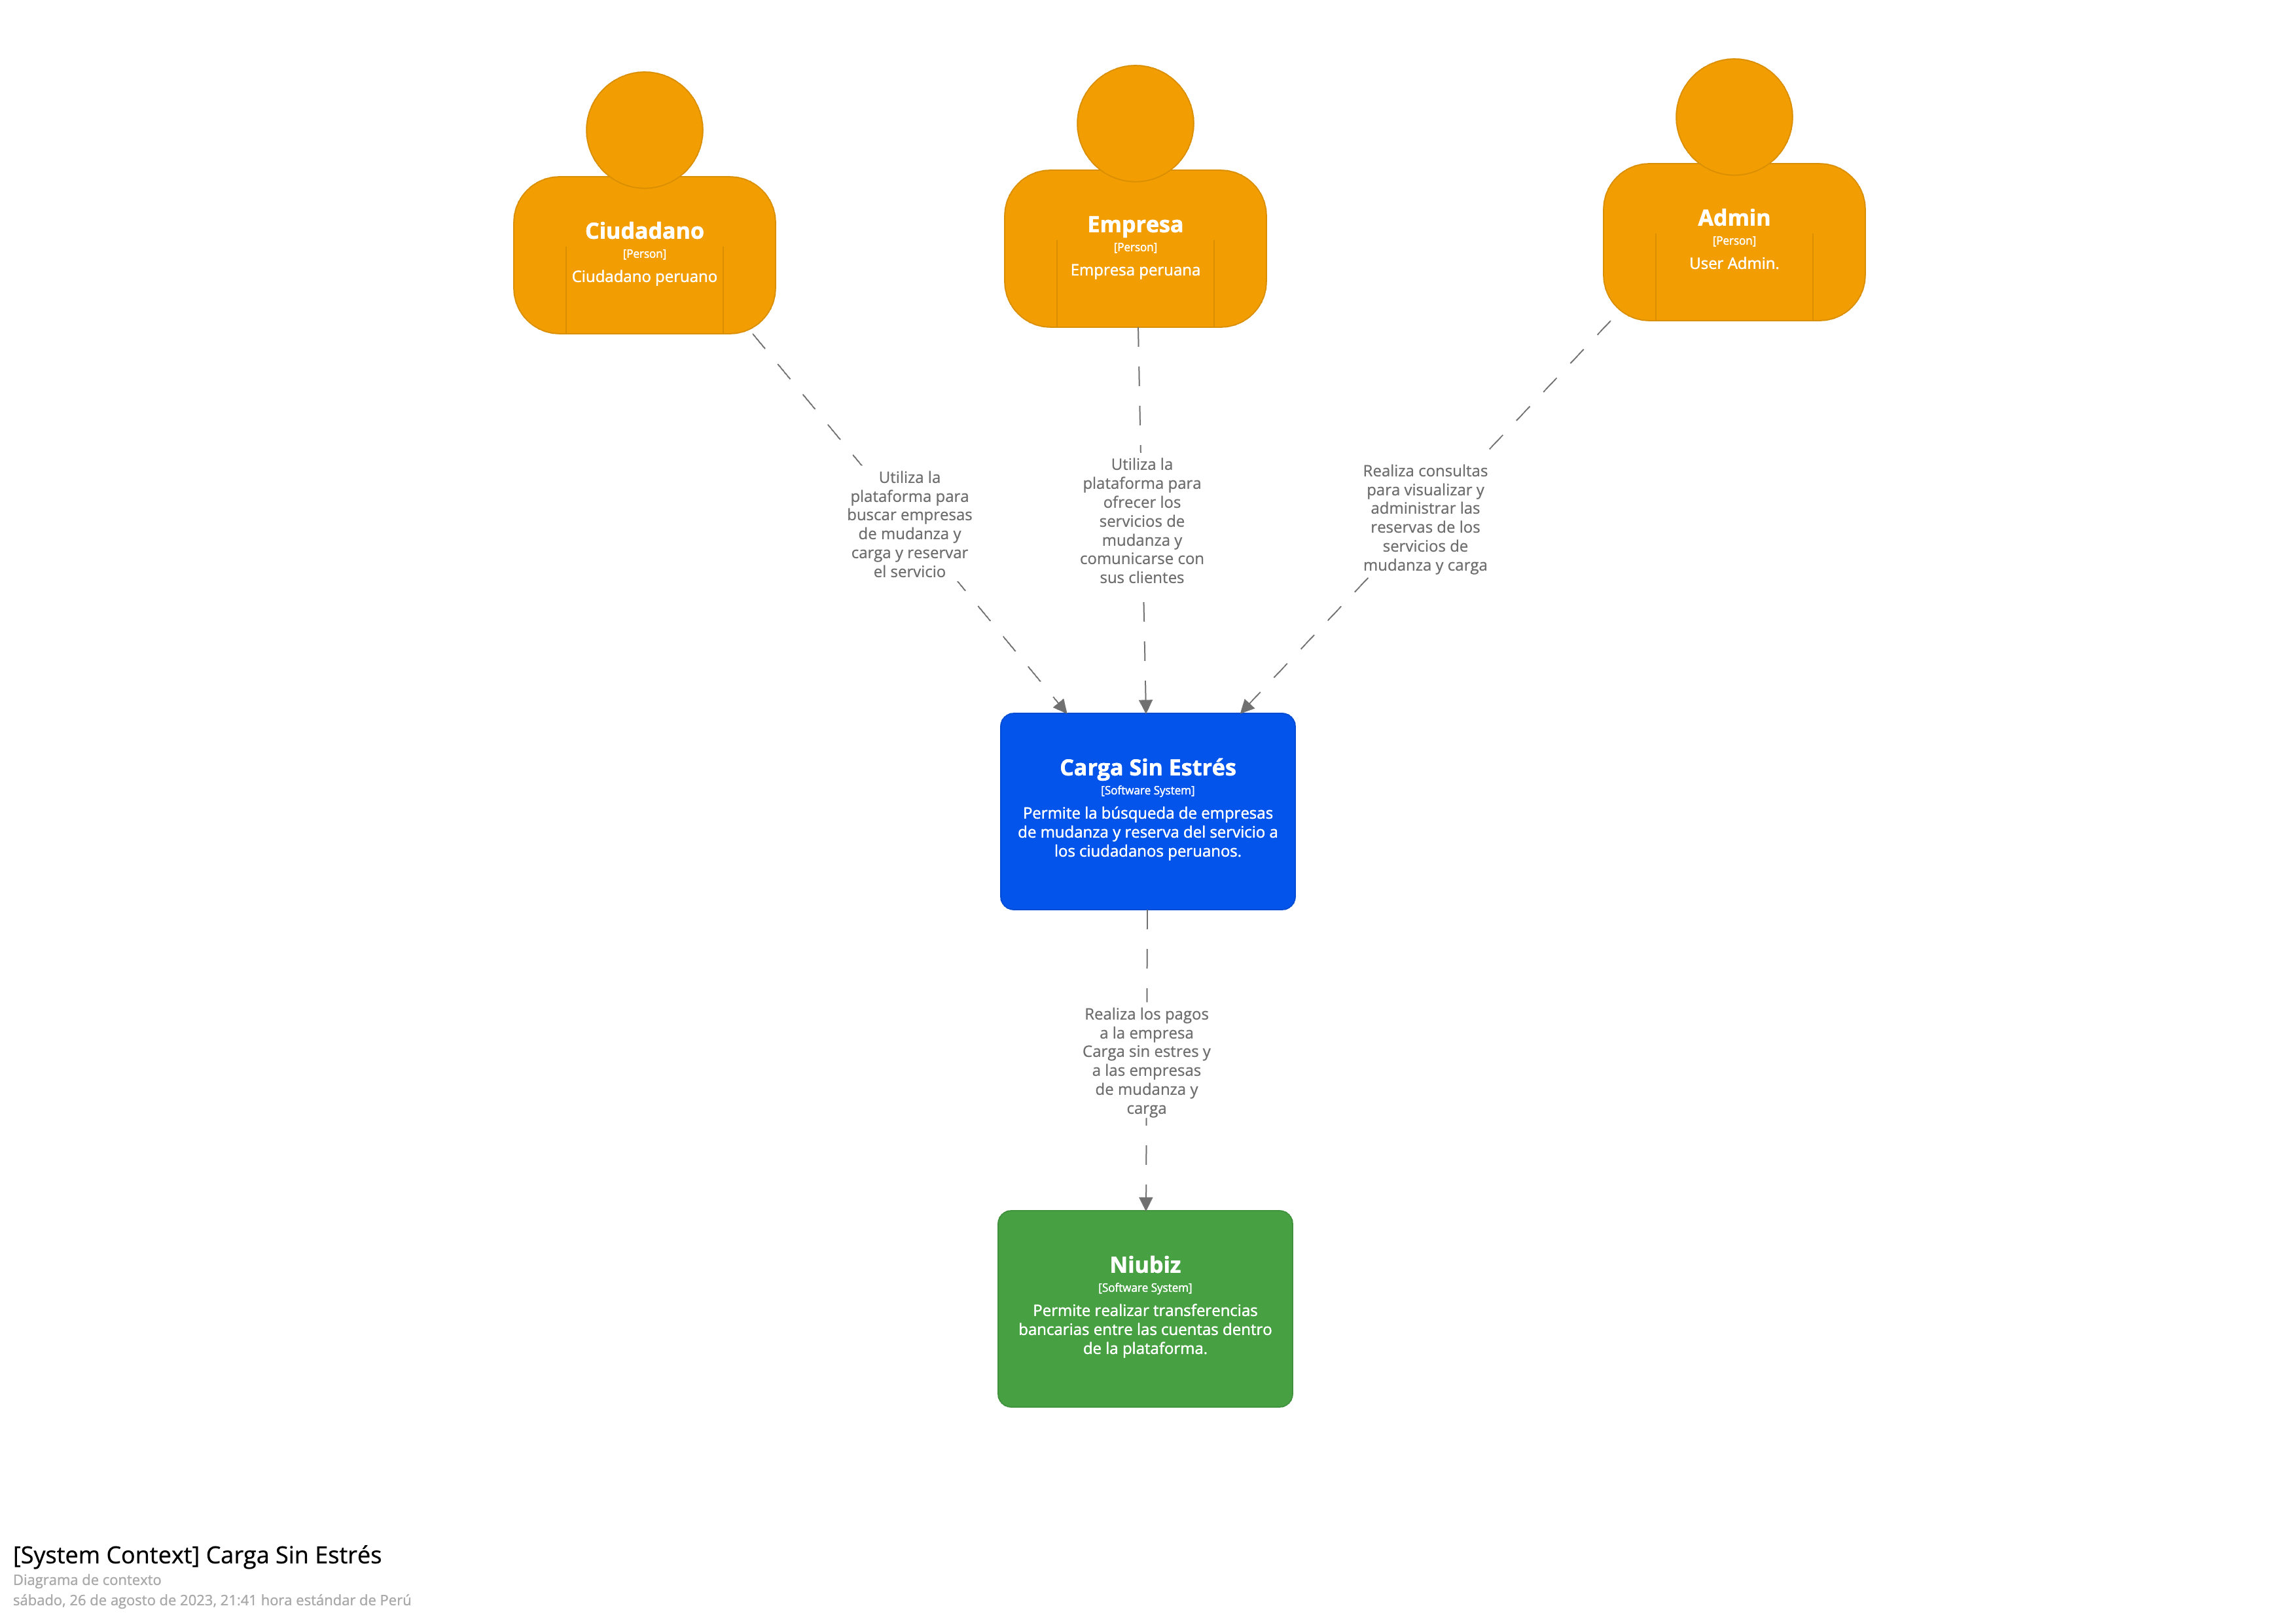 Ciudadano
[Person]
Ciudadano peruano
Empresa
[Person]
Empresa peruana
Admin
[Person]
User Admin.
Utiliza la
plataforma para
buscar empresas
de mudanza y
carga y reservar
el servicio
Utiliza la
plataforma para
ofrecer los
servicios de
mudanza y
comunicarse con
sus clientes
Realiza consultas
para visualizar y
administrar las
reservas de los
servicios de
mudanza y carga
Carga Sin Estrés
[Software System]
Permite la búsqueda de empresas
de mudanza y reserva del servicio a
los ciudadanos peruanos.
Realiza los pagos
a la empresa
Carga sin estres y
a las empresas
de mudanza y
carga
Niubiz
[Software System]
Permite realizar transferencias
bancarias entre las cuentas dentro
de la plataforma.
[System Context] Carga Sin Estrés
Diagrama de contexto
sábado, 26 de agosto de 2023, 21:41 hora estándar de Perú